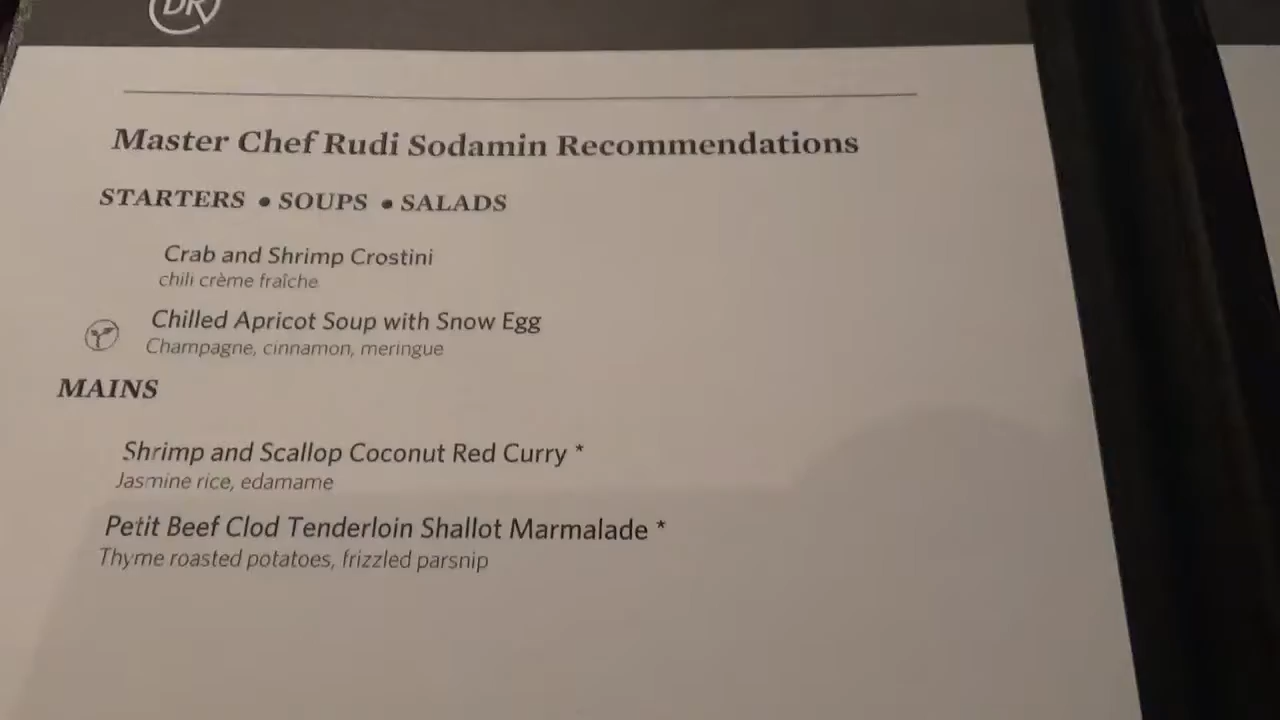 DR
Master Chef Rudi Sodamin Recommendations
STARTERS • SOUPS • SALADS
Crab and Shrimp Crostini
chili crème fraîche
Chilled Apricot Soup with Snow Egg
Champagne, cinnamon, meringue
MAINS
Shrimp and Scallop Coconut Red Curry *
Jasmine rice, edamame
Petit Beef Clod Tenderloin Shallot Marmalade *
Thyme roasted potatoes, frizzled parsnip